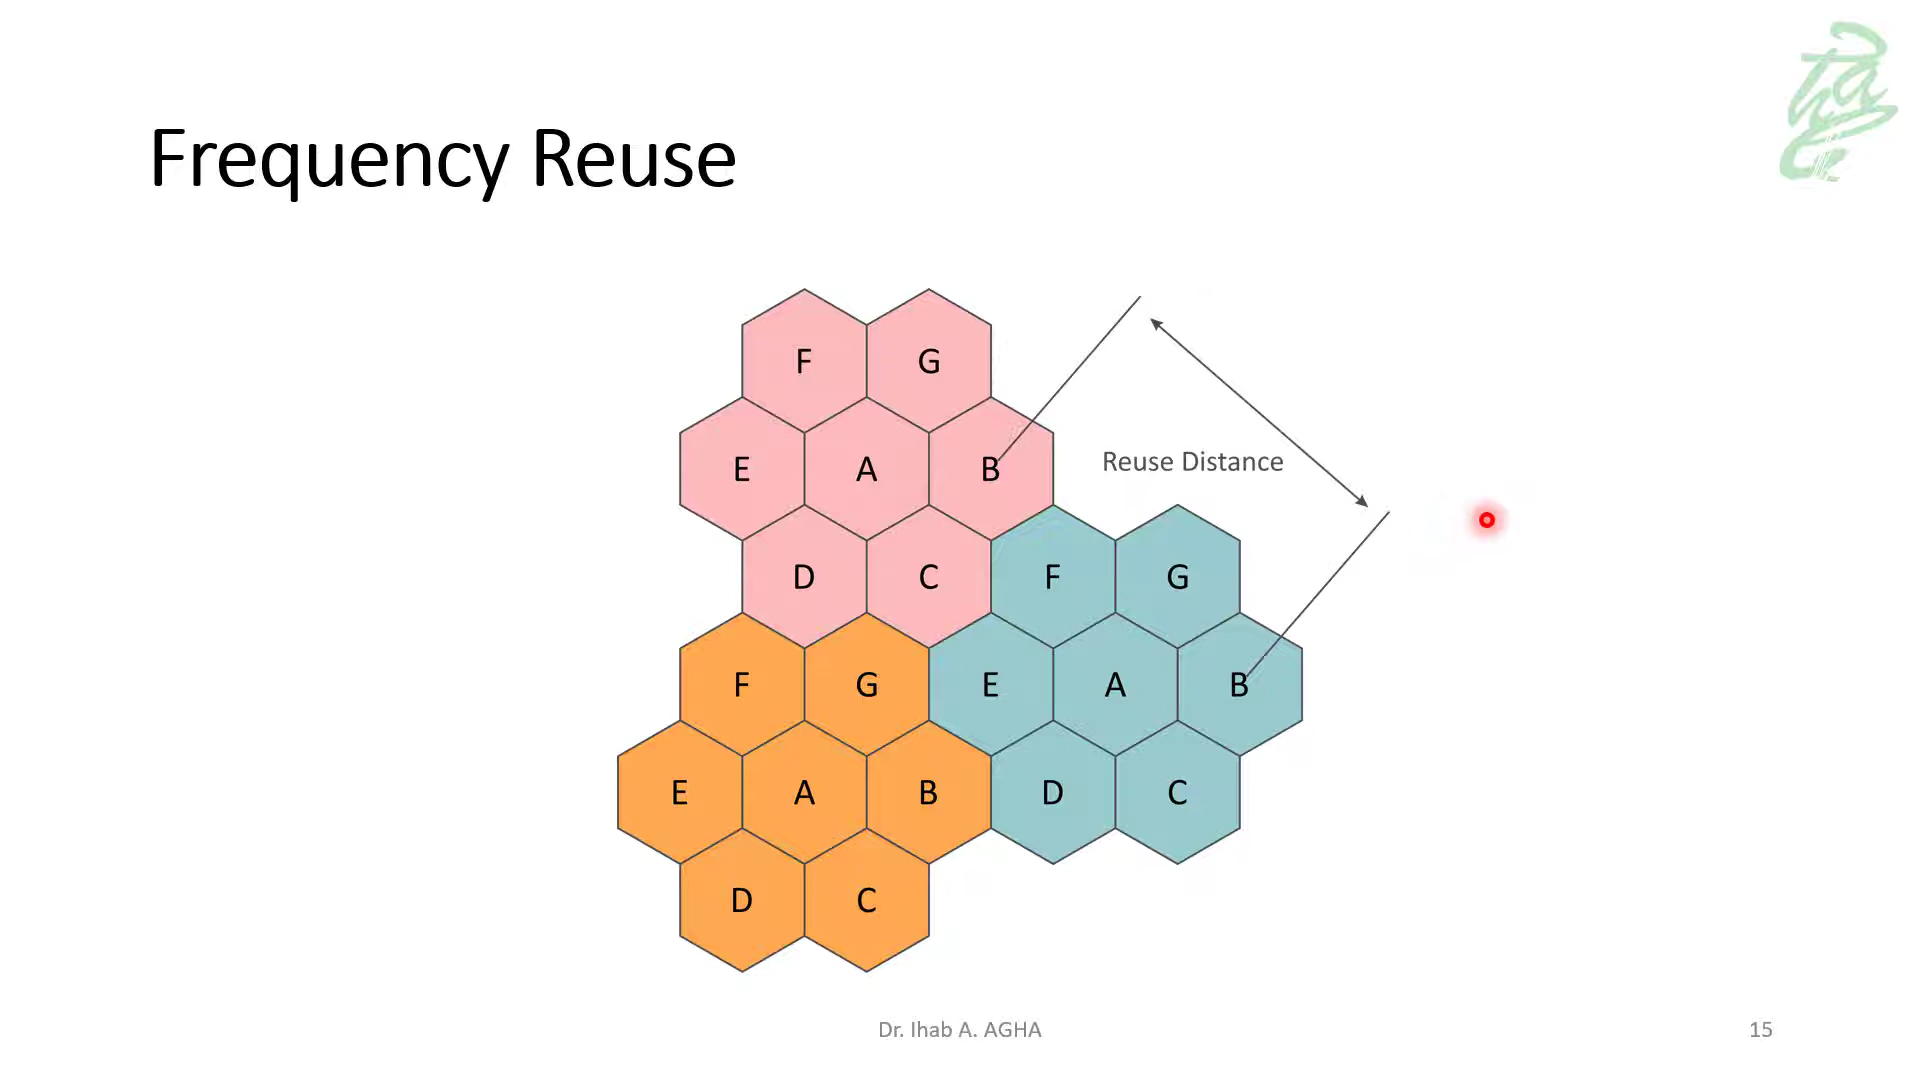 Frequency Reuse
F G
E A B
Reuse Distance
D C F G
F G E A B
E A B D C
D C
Dr. Ihab A. AGHA
15